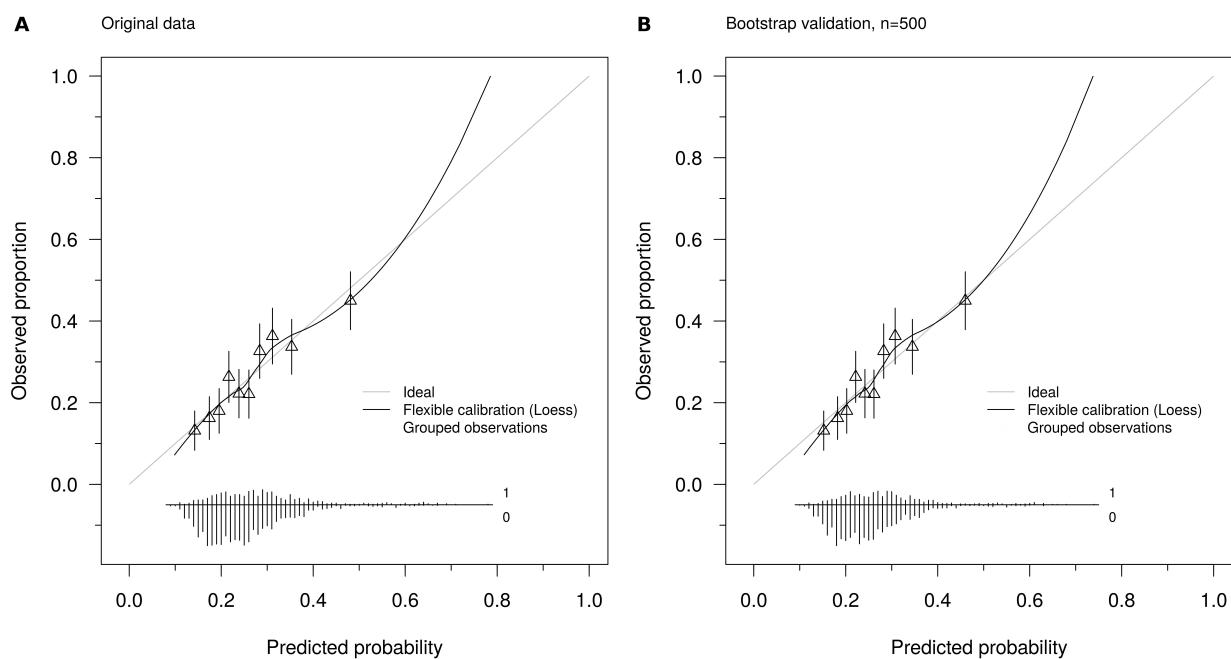 A
Original data
1.0
0.8
0.6
0.4
0.2
0.0
Observed proportion
Ideal
Flexible calibration (Loess)
Grouped observations
1
0
0.0
0.2
0.4
0.6
0.8
1.0
Predicted probability
B
Bootstrap validation, n=500
1.0
0.8
0.6
0.4
0.2
0.0
Observed proportion
Ideal
Flexible calibration (Loess)
Grouped observations
1
0
0.0
0.2
0.4
0.6
0.8
1.0
Predicted probability